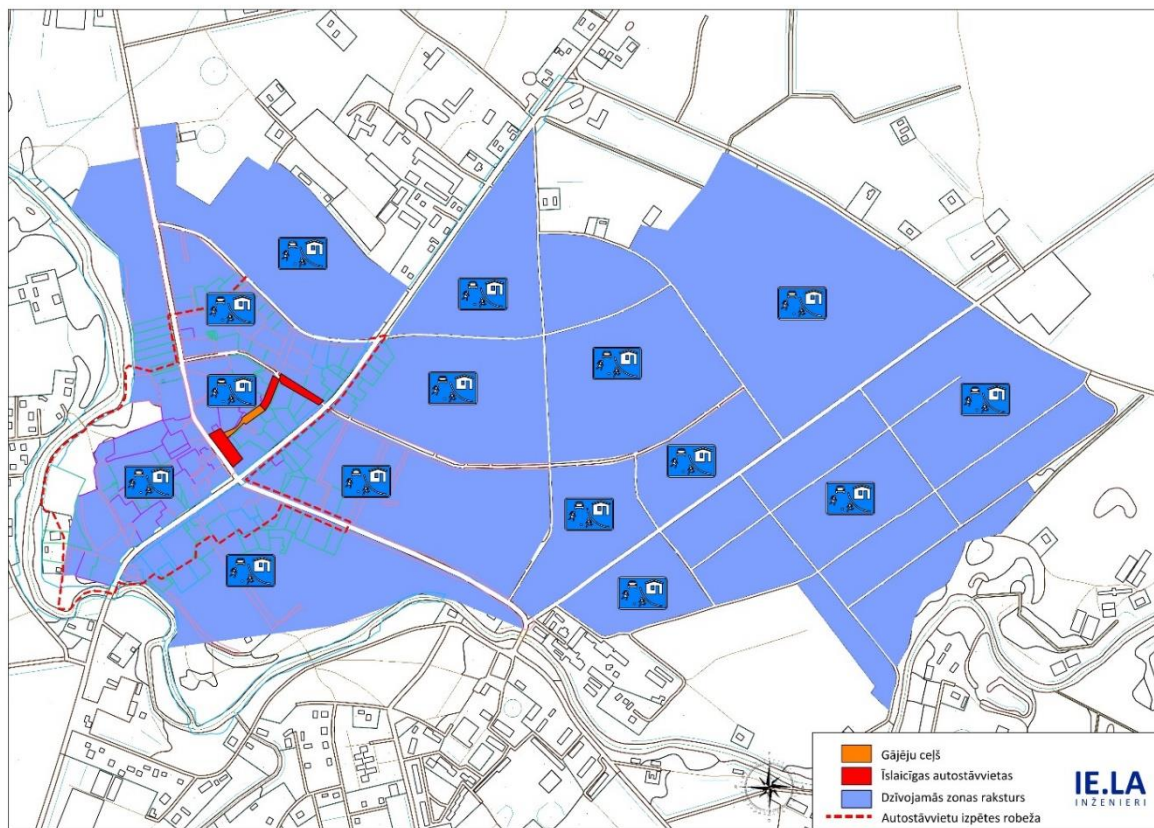 Gājēju ceļš
Īslaicīgas autostāvvietas
Dzīvojamās zonas raksturs
Autostāvvietu izpētes robeža
IE.LA
INŽENIERI